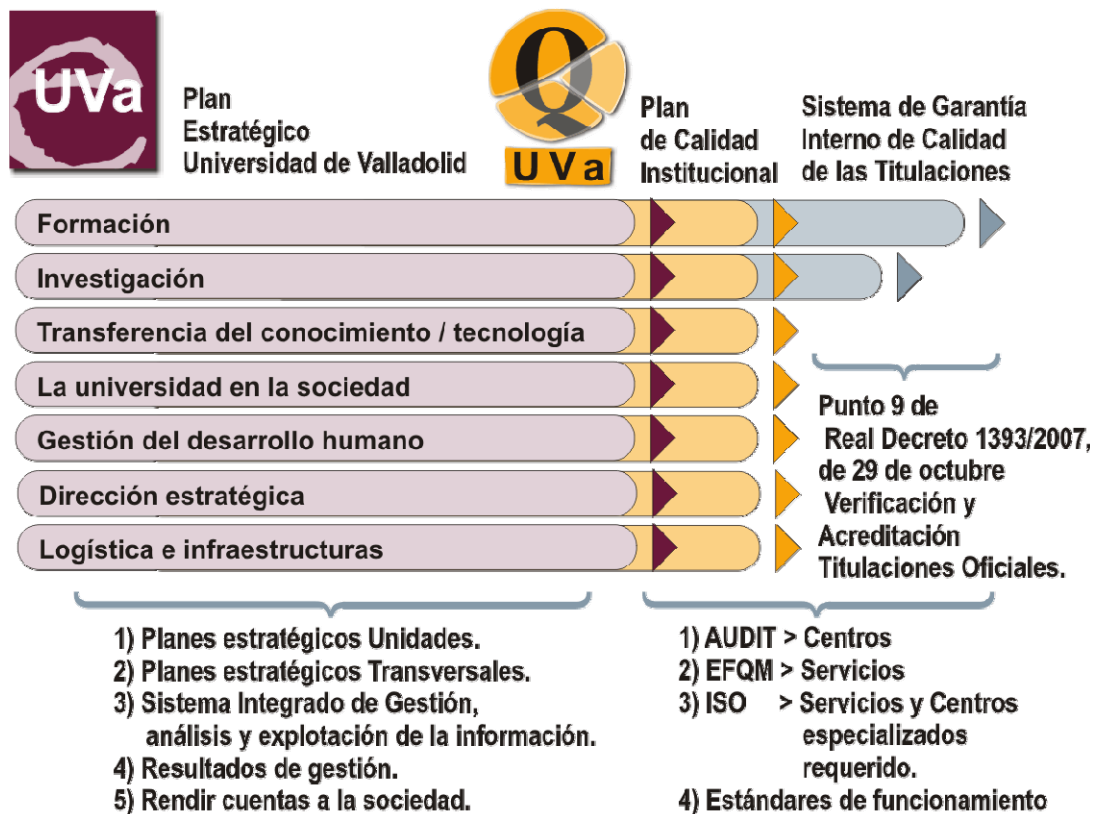 UVa
Plan
Estratégico
Universidad de Valladolid
Q
UVa
Plan
de Calidad
Institucional
Sistema de Garantía
Interno de Calidad
de las Titulaciones
Formación
Investigación
Transferencia del conocimiento / tecnología
La universidad en la sociedad
Gestión del desarrollo humano
Dirección estratégica
Logística e infraestructuras
Punto 9 de
Real Decreto 1393/2007,
de 29 de octubre
Verificación y
Acreditación
Titulaciones Oficiales.
1) Planes estratégicos Unidades.
2) Planes estratégicos Transversales.
3) Sistema Integrado de Gestión,
análisis y explotación de la información.
4) Resultados de gestión.
5) Rendir cuentas a la sociedad.
1) AUDIT > Centros
2) EFQM > Servicios
3) ISO > Servicios y Centros
especializados
requerido.
4) Estándares de funcionamiento